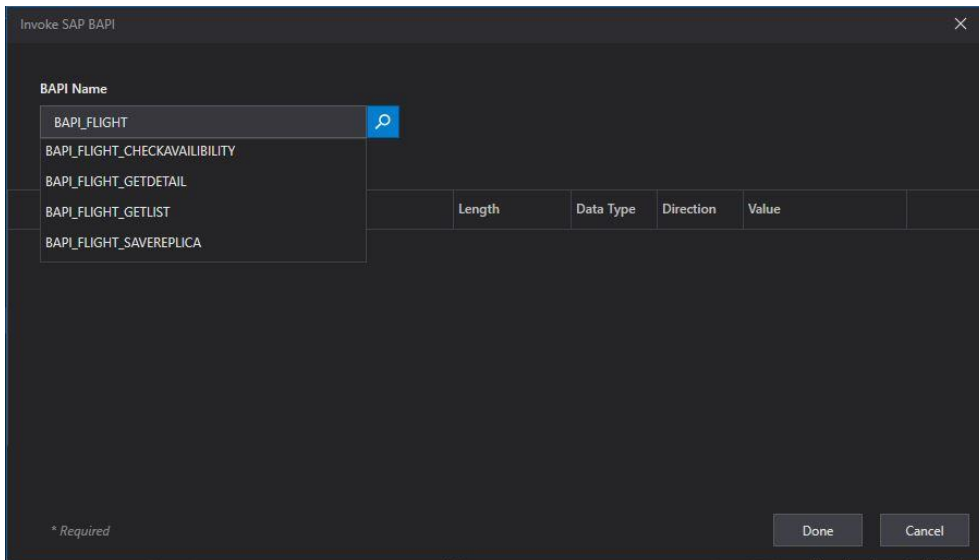 Invoke SAP BAPI
BAPI Name
BAPI_FLIGHT
BAPI_FLIGHT_CHECKAVAILIBILITY
BAPI_FLIGHT_GETDETAIL
BAPI_FLIGHT_GETLIST
BAPI_FLIGHT_SAVEREPLICA
Length Data Type Direction Value
* Required
Done Cancel